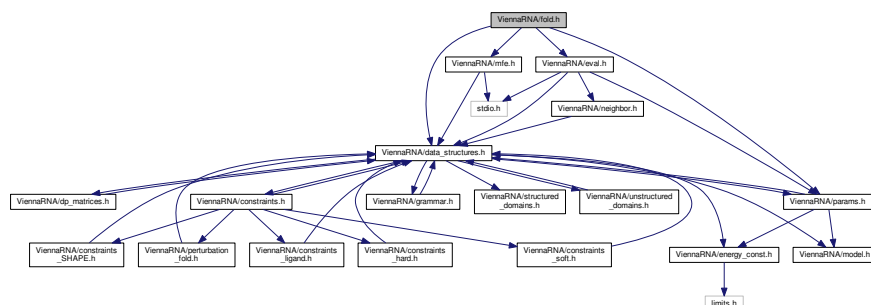 ViennaRNA/fold.h
ViennaRNA/mfe.h
ViennaRNA/eval.h
stdio.h
ViennaRNA/neighbor.h
ViennaRNA/data_structures.h
ViennaRNA/dp_matrices.h
ViennaRNA/constraints.h
ViennaRNA/grammar.h
ViennaRNA/structured
_domains.h
ViennaRNA/unstructured
_domains.h
ViennaRNA/params.h
ViennaRNA/constraints
_SHAPE.h
ViennaRNA/perturbation
_fold.h
ViennaRNA/constraints
_ligand.h
ViennaRNA/constraints
_hard.h
ViennaRNA/constraints
_soft.h
ViennaRNA/energy_const.h
ViennaRNA/model.h
limits.h